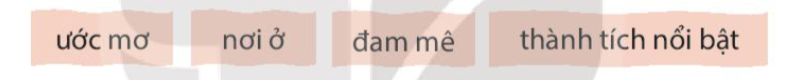 ước mơ nơi ở đam mê thành tích nổi bật